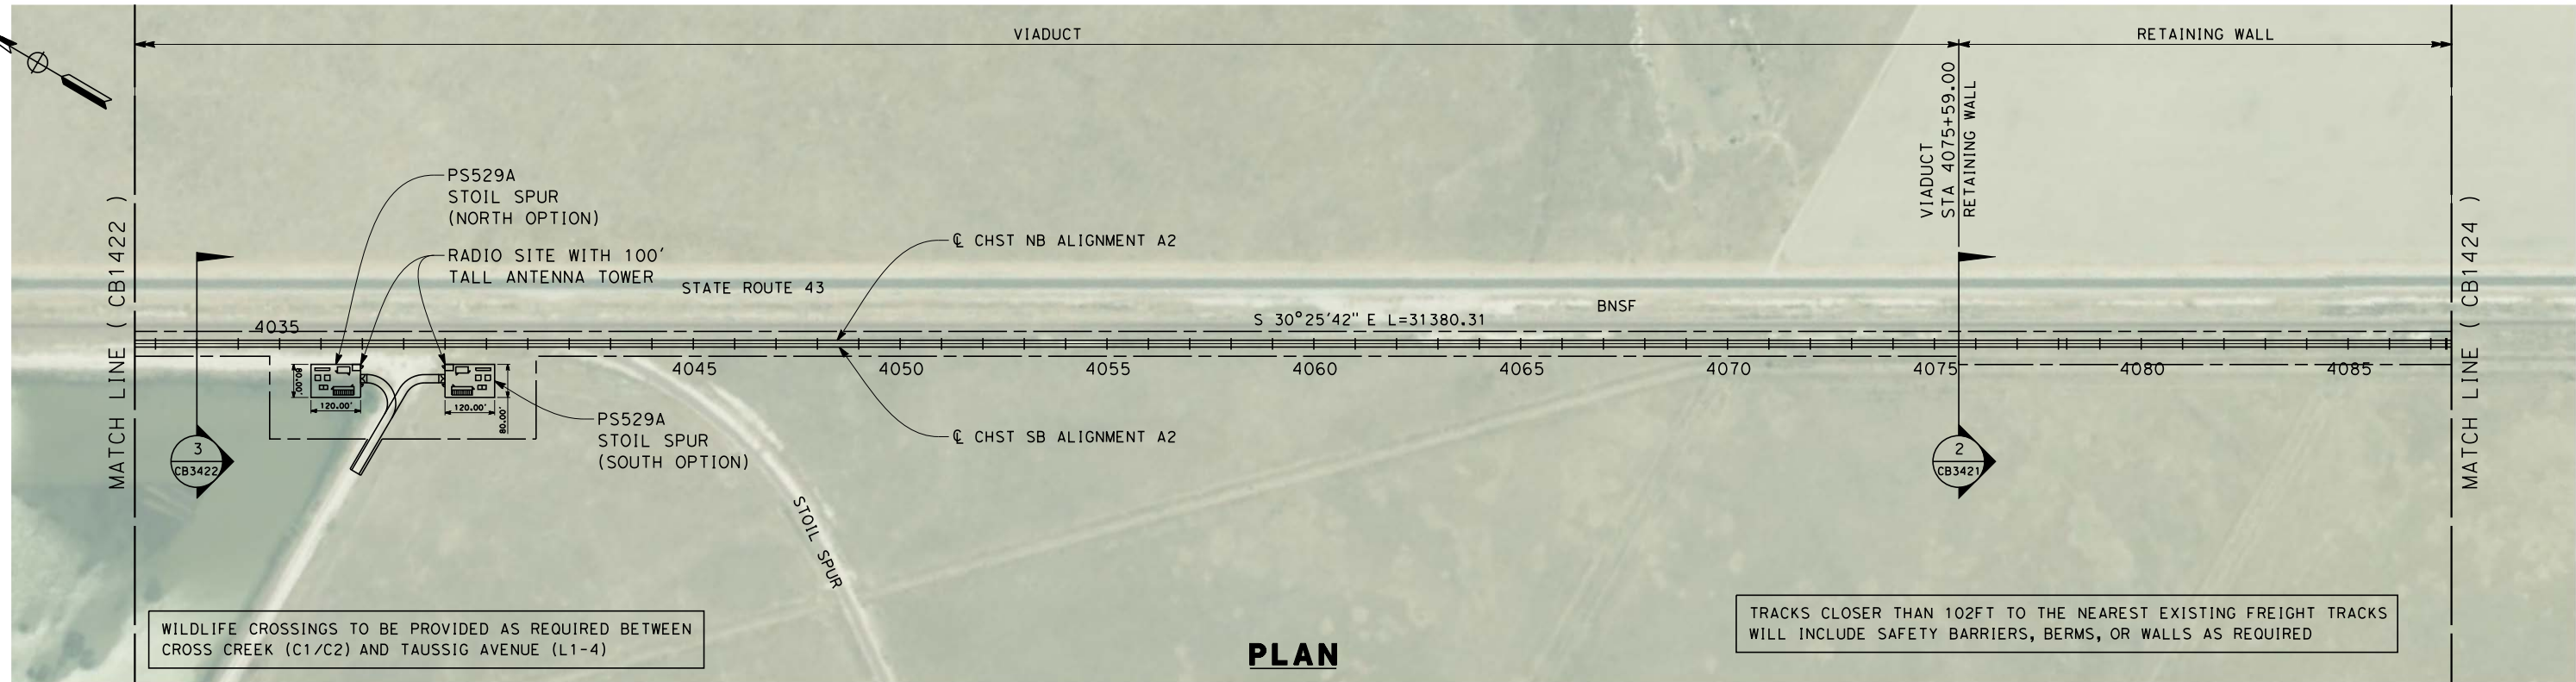 VIADUCT
RETAINING WALL
VIADUCT
STA 4075+59.00
RETAINING WALL
MATCH LINE ( CB1422 )
MATCH LINE ( CB1424 )
PS529A
STOIL SPUR
(NORTH OPTION)
RADIO SITE WITH 100'
TALL ANTENNA TOWER
STATE ROUTE 43
℄ CHST NB ALIGNMENT A2
BNSF
S 30°25'42" E L=31380.31
4035
4045
4050
4055
4060
4065
4070
4075
4080
4085
80.00'
120.00'
120.00'
80.00'
PS529A
STOIL SPUR
(SOUTH OPTION)
℄ CHST SB ALIGNMENT A2
3
CB3422
2
CB3421
STOIL SPUR
WILDLIFE CROSSINGS TO BE PROVIDED AS REQUIRED BETWEEN
CROSS CREEK (C1/C2) AND TAUSSIG AVENUE (L1-4)
PLAN
TRACKS CLOSER THAN 102FT TO THE NEAREST EXISTING FREIGHT TRACKS
WILL INCLUDE SAFETY BARRIERS, BERMS, OR WALLS AS REQUIRED